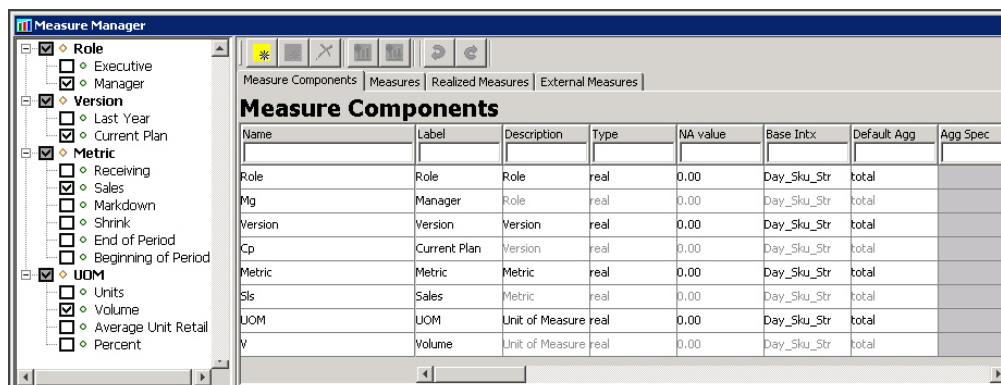 Measure Manager
Role
Executive
Manager
Version
Last Year
Current Plan
Metric
Receiving
Sales
Markdown
Shrink
End of Period
Beginning of Period
UOM
Units
Volume
Average Unit Retail
Percent
Measure Components Measures Realized Measures External Measures
Measure Components
Name Label Description Type NA value Base Intx Default Agg Agg Spec
Role Role Role real 0.00 Day_Sku_Str total
Mg Manager Role real 0.00 Day_Sku_Str total
Version Version Version real 0.00 Day_Sku_Str total
Cp Current Plan Version real 0.00 Day_Sku_Str total
Metric Metric Metric real 0.00 Day_Sku_Str total
Sls Sales Metric real 0.00 Day_Sku_Str total
UOM UOM Unit of Measure real 0.00 Day_Sku_Str total
V Volume Unit of Measure real 0.00 Day_Sku_Str total